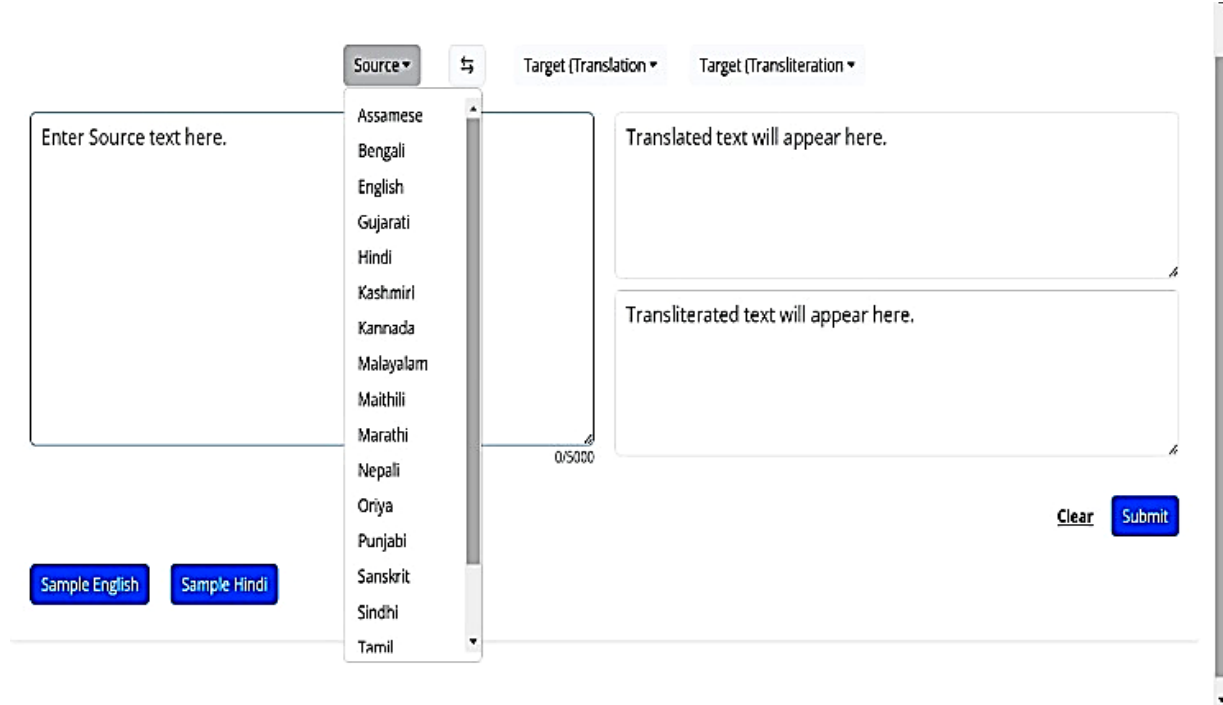 Source
Target (Translation
Target (Transliteration
Enter Source text here.
0/5000
Assamese
Bengali
English
Gujarati
Hindi
Kashmiri
Kannada
Malayalam
Maithili
Marathi
Nepali
Oriya
Punjabi
Sanskrit
Sindhi
Tamil
Translated text will appear here.
Transliterated text will appear here.
Clear
Submit
Sample English
Sample Hindi